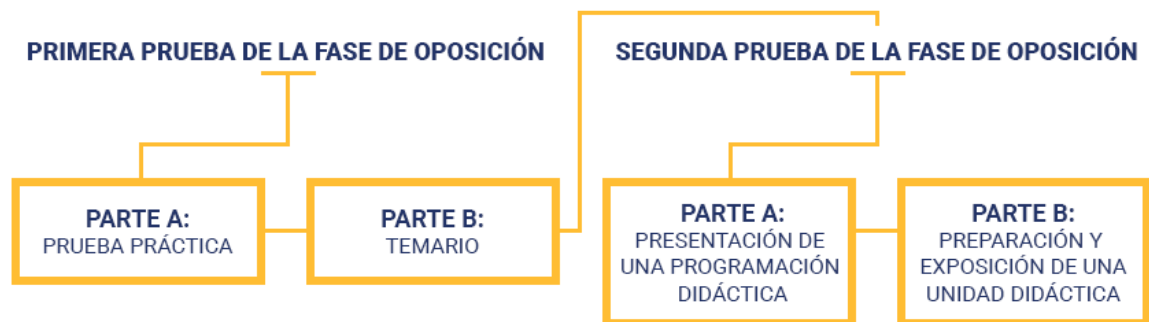 PRIMERA PRUEBA DE LA FASE DE OPOSICIÓN
PARTE A:
PRUEBA PRÁCTICA
PARTE B:
TEMARIO
SEGUNDA PRUEBA DE LA FASE DE OPOSICIÓN
PARTE A:
PRESENTACIÓN DE
UNA PROGRAMACIÓN
DIDÁCTICA
PARTE B:
PREPARACIÓN Y
EXPOSICIÓN DE UNA
UNIDAD DIDÁCTICA